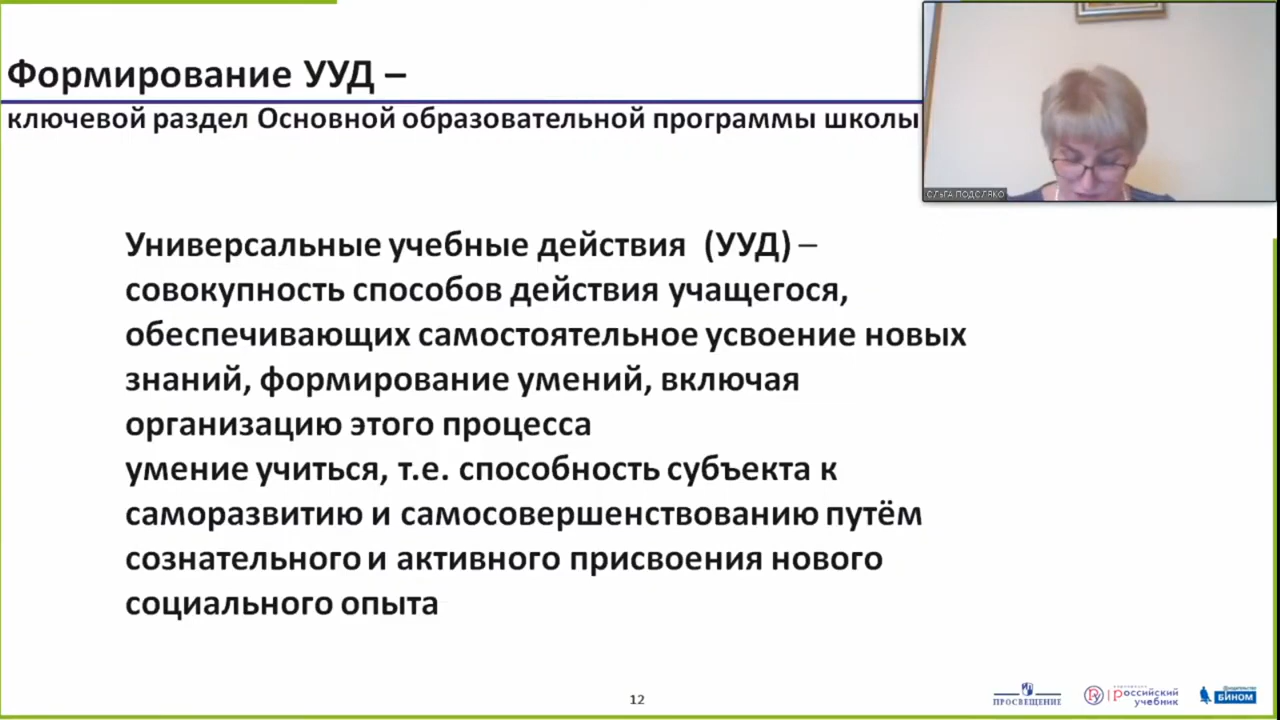 Формирование УУД –
ключевой раздел Основной образовательной программы школы
ОЛЬГА ПОДОЛЯКО
Универсальные учебные действия (УУД) –
совокупность способов действия учащегося,
обеспечивающих самостоятельное усвоение новых
знаний, формирование умений, включая
организацию этого процесса
умение учиться, т.е. способность субъекта к
саморазвитию и самосовершенствованию путём
сознательного и активного присвоения нового
социального опыта
12
ПРОСВЕЩЕНИЕ
российский
учебник
БИНОМ